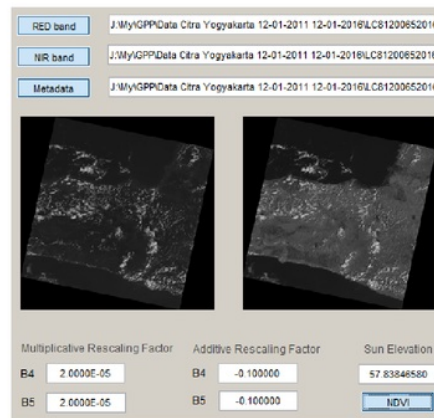 RED band J:\My\GPP\Data Citra Yogyakarta 12-01-2011 12-01-2016\LC8120065201
NIR band J:\My\GPP\Data Citra Yogyakarta 12-01-2011 12-01-2016\LC81200652016
Metadata J:\My\GPP\Data Citra Yogyakarta 12-01-2011 12-01-2016\LC8120065201
Multiplicative Rescaling Factor Additive Rescaling Factor Sun Elevation
B4 2.0000E-05 B4 -0.100000 57.83846580
B5 2.0000E-05 B5 -0.100000 NDVI